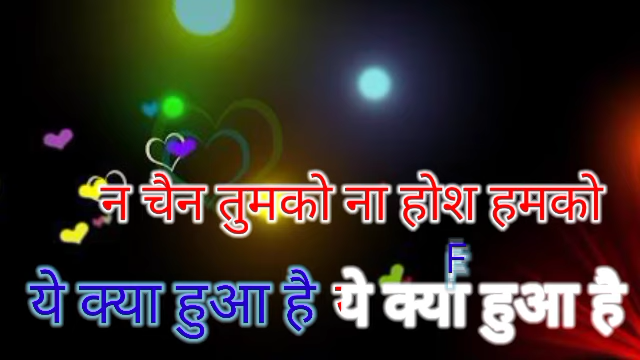 न चैन तुमको ना होश हमको
F
ये क्या हुआ है ये क्या हुआ है